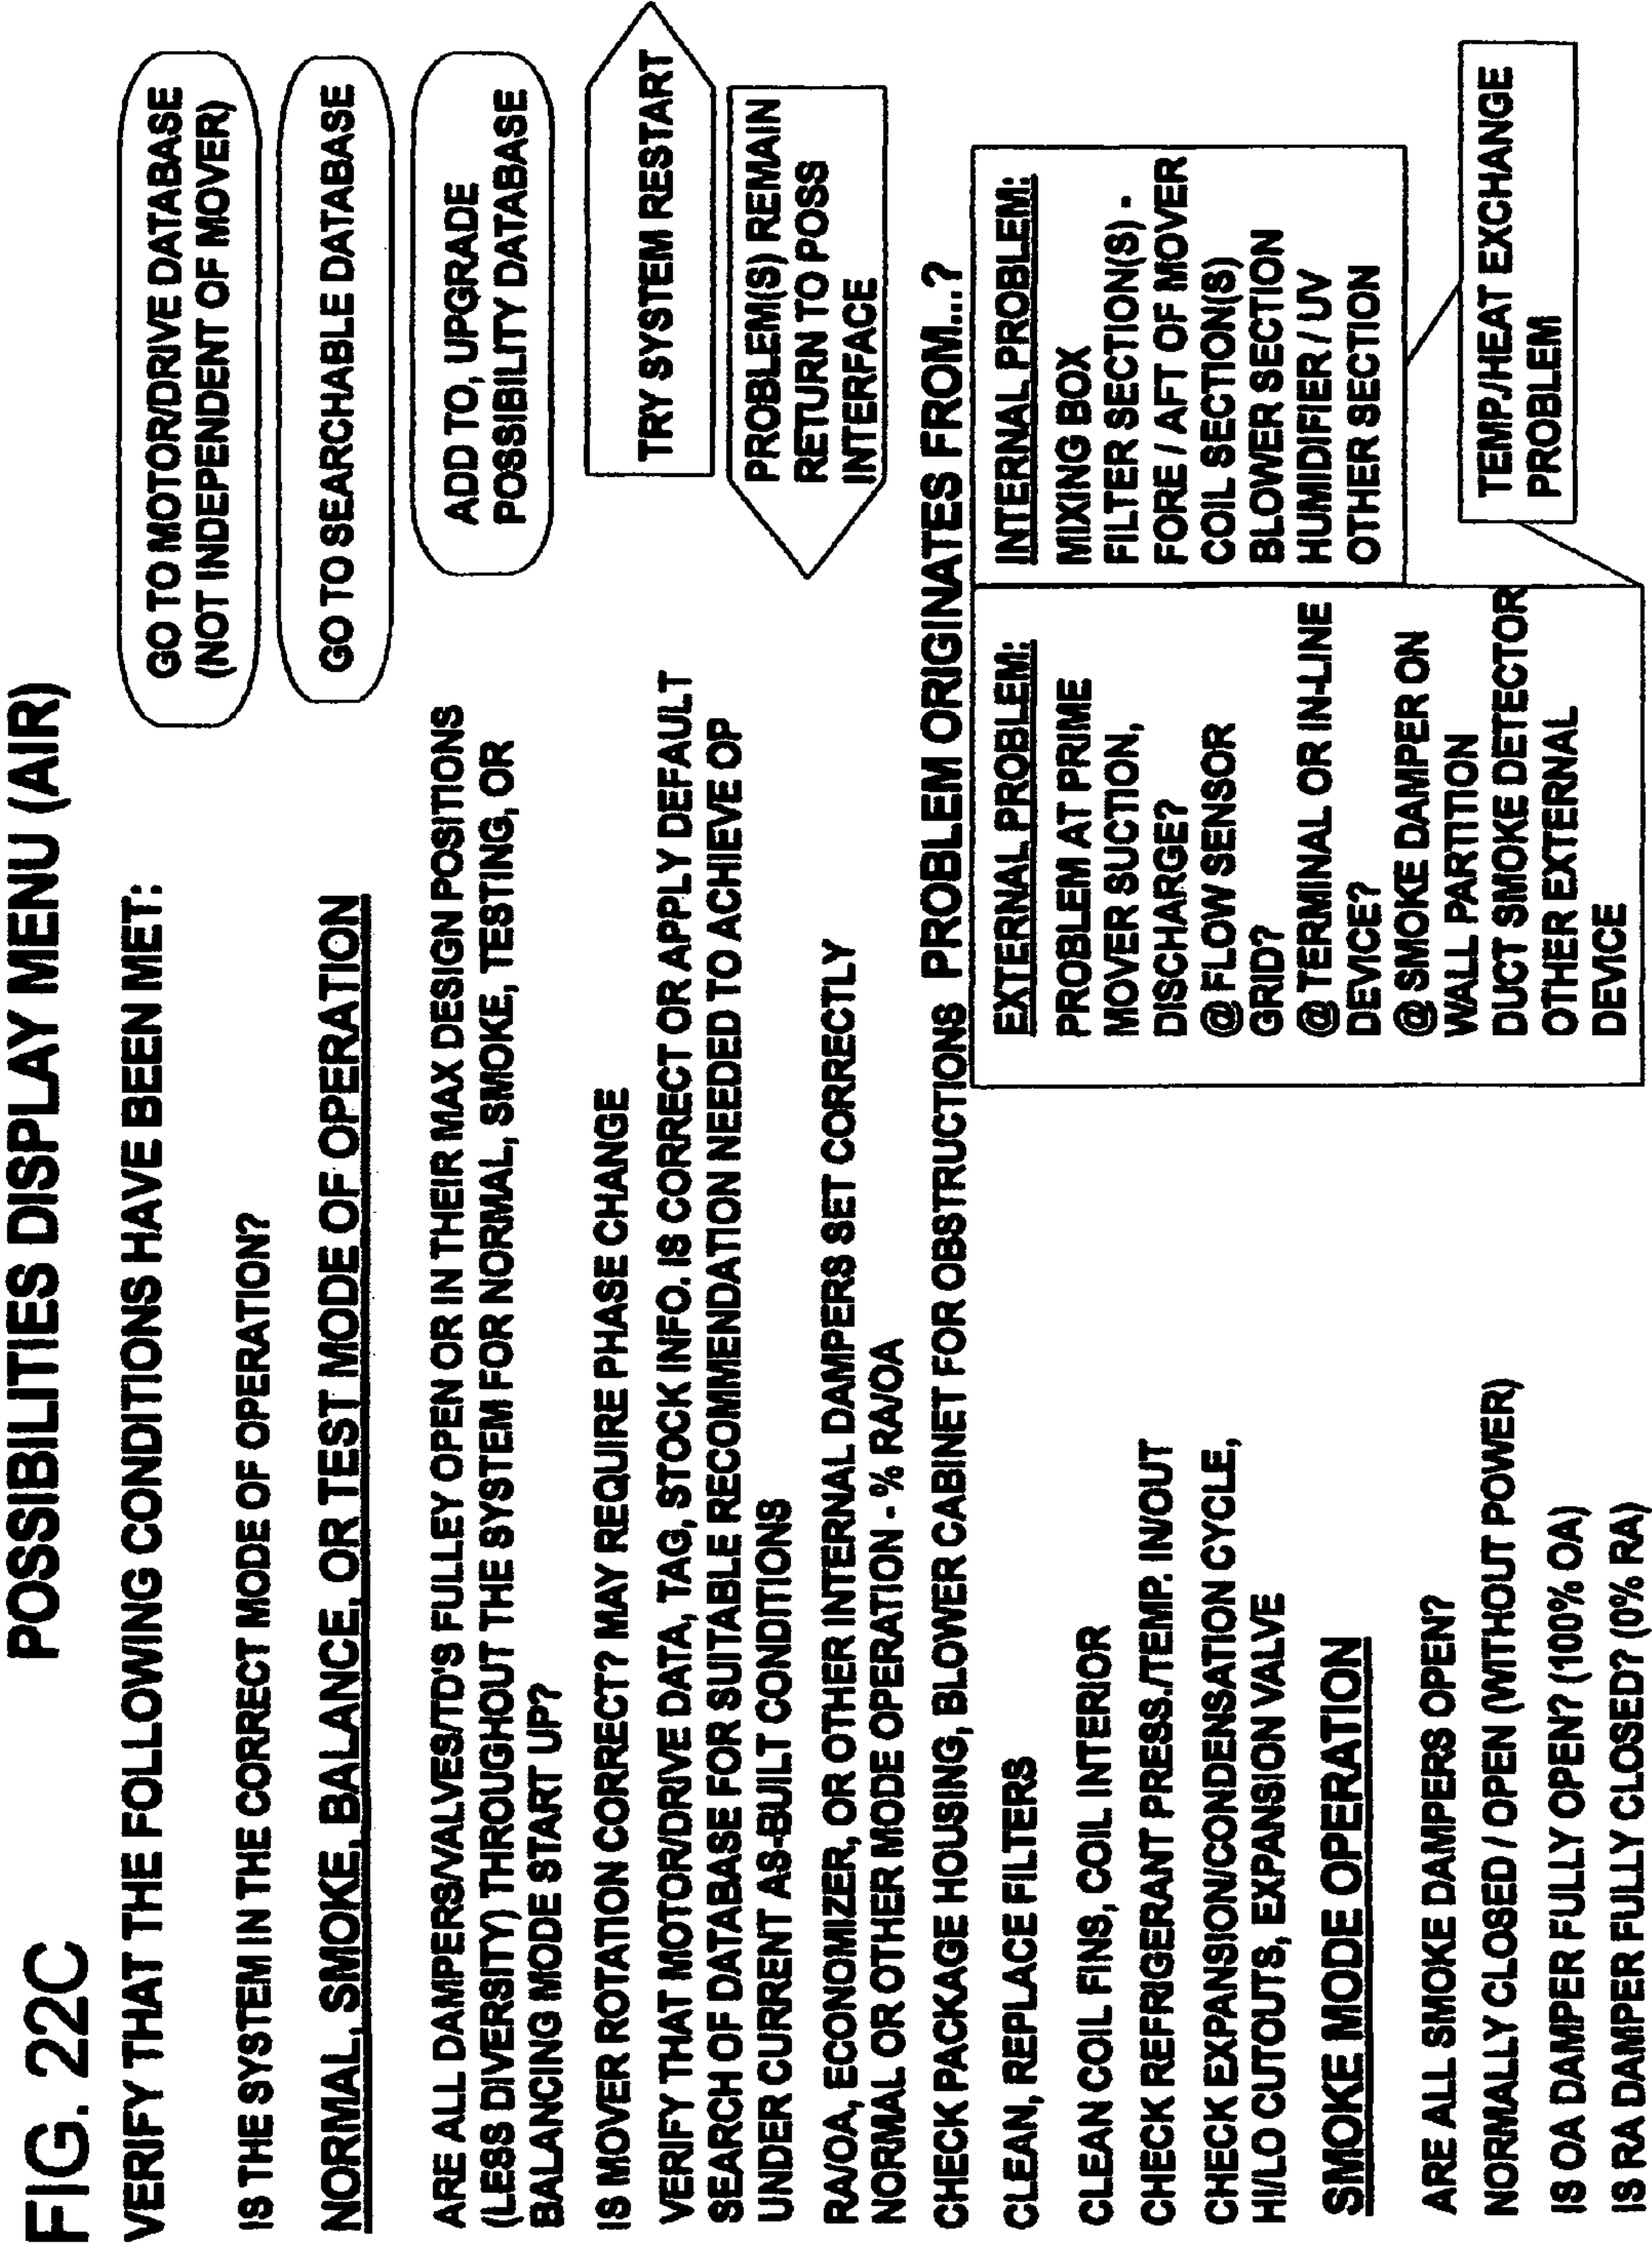 FIG. 22C
POSSIBILITIES DISPLAY MENU (AIR)
VERIFY THAT THE FOLLOWING CONDITIONS HAVE BEEN MET:
IS THE SYSTEM IN THE CORRECT MODE OF OPERATION?
NORMAL, SMOKE, BALANCE, OR TEST MODE OF OPERATION
ARE ALL DAMPERS/VALVES/TD'S FULLEY OPEN OR IN THEIR MAX DESIGN POSITIONS
(LESS DIVERSITY) THROUGHOUT THE SYSTEM FOR NORMAL, SMOKE, TESTING, OR
BALANCING MODE START UP?
IS MOVER ROTATION CORRECT? MAY REQUIRE PHASE CHANGE
VERIFY THAT MOTOR/DRIVE DATA, TAG, STOCK INFO. IS CORRECT OR APPLY DEFAULT
SEARCH OF DATABASE FOR SUITABLE RECOMMENDATION NEEDED TO ACHIEVE OP
UNDER CURRENT AS-BUILT CONDITIONS
RA/OA, ECONOMIZER, OR OTHER INTERNAL DAMPERS SET CORRECTLY
NORMAL OR OTHER MODE OPERATION - % RA/OA
CHECK PACKAGE HOUSING, BLOWER CABINET FOR OBSTRUCTIONS
CLEAN, REPLACE FILTERS
CLEAN COIL FINS, COIL INTERIOR
CHECK REFRIGERANT PRESS./TEMP. IN/OUT
CHECK EXPANSION/CONDENSATION CYCLE,
HI/LO CUTOUTS, EXPANSION VALVE
SMOKE MODE OPERATION
ARE ALL SMOKE DAMPERS OPEN?
NORMALLY CLOSED / OPEN (WITHOUT POWER)
IS OA DAMPER FULLY OPEN? (100% OA)
IS RA DAMPER FULLY CLOSED? (0% RA)
GO TO MOTOR/DRIVE DATABASE
(NOT INDEPENDENT OF MOVER)
GO TO SEARCHABLE DATABASE
ADD TO, UPGRADE
POSSIBILITY DATABASE
TRY SYSTEM RESTART
PROBLEM(S) REMAIN
RETURN TO POSS
INTERFACE
PROBLEM ORIGINATES FROM...?
EXTERNAL PROBLEM:
PROBLEM AT PRIME
MOVER SUCTION,
DISCHARGE?
@ FLOW SENSOR
GRID?
@ TERMINAL OR IN-LINE
DEVICE?
@ SMOKE DAMPER ON
WALL PARTITION
DUCT SMOKE DETECTOR
OTHER EXTERNAL
DEVICE
INTERNAL PROBLEM:
MIXING BOX
FILTER SECTION(S) -
FORE / AFT OF MOVER
COIL SECTION(S)
BLOWER SECTION
HUMIDIFIER / UV
OTHER SECTION
TEMP./HEAT EXCHANGE
PROBLEM